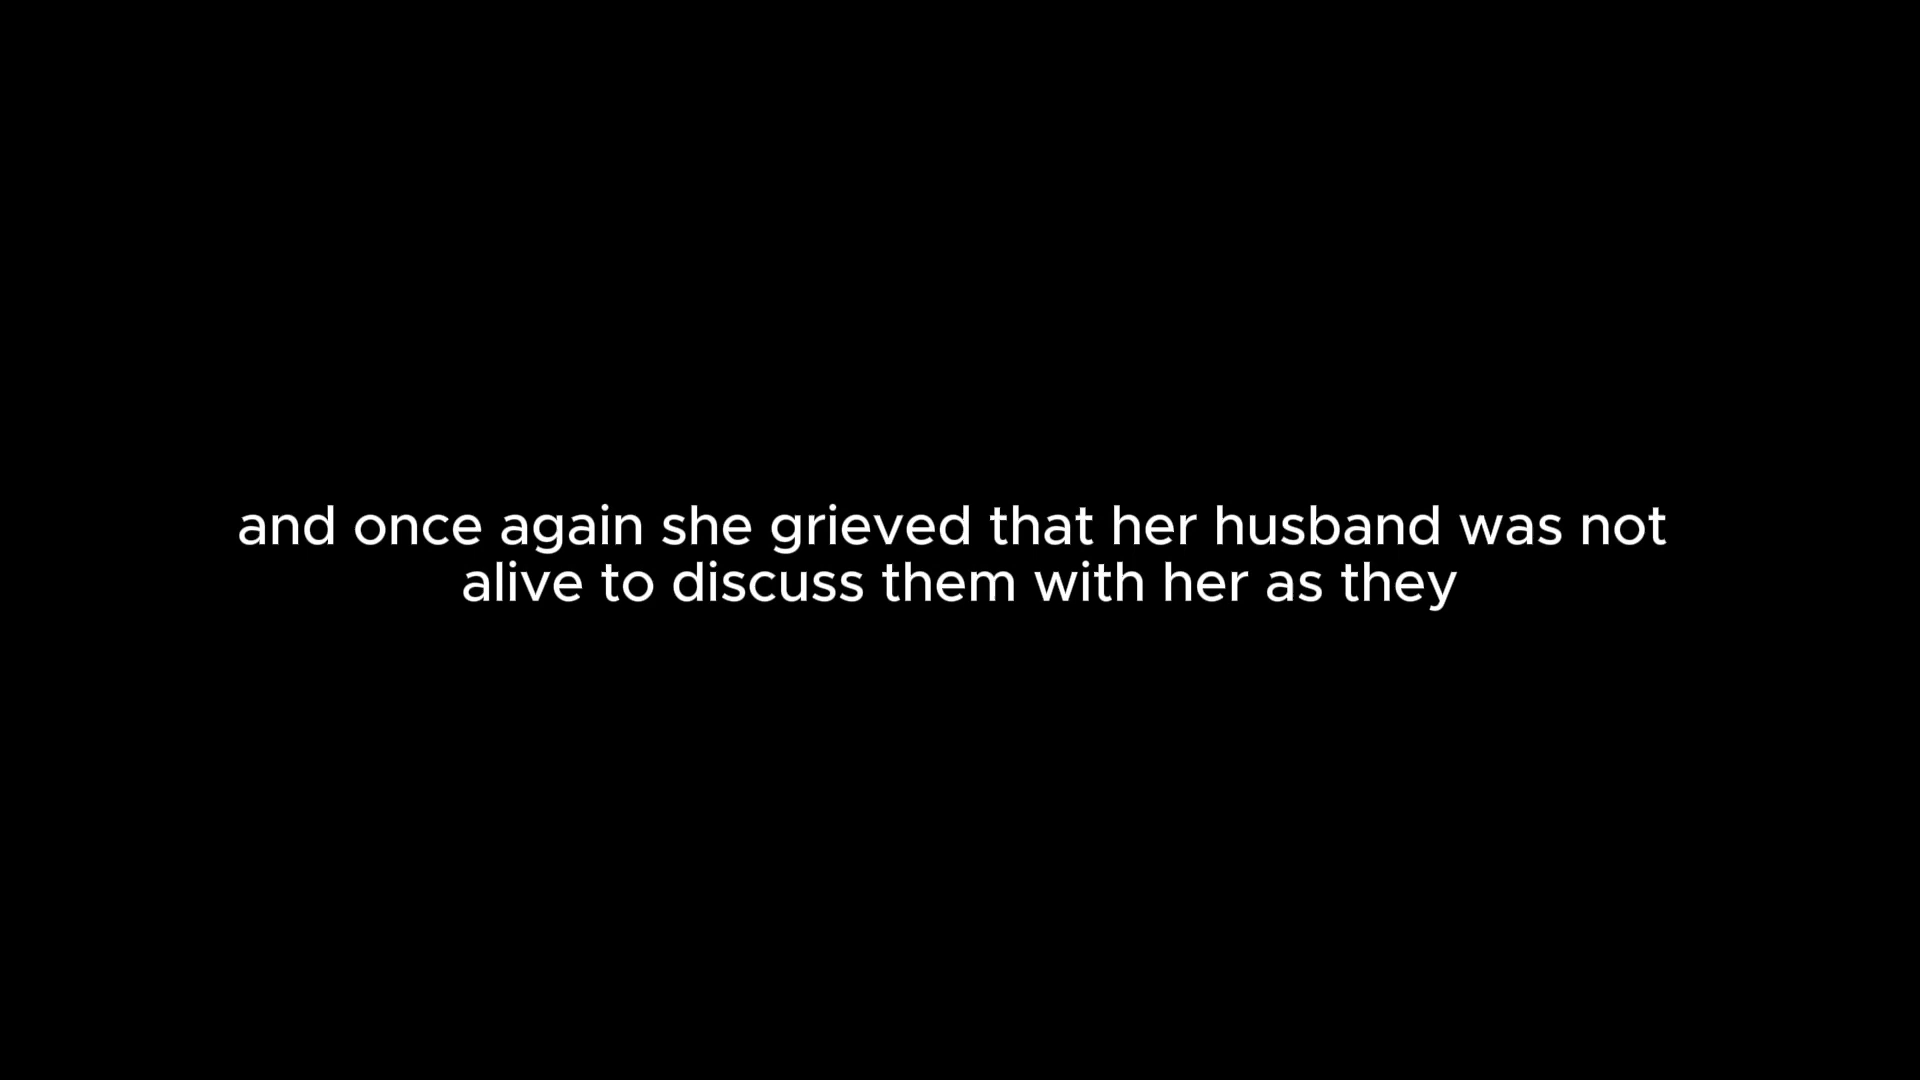 and once again she grieved that her husband was not
alive to discuss them with her as they